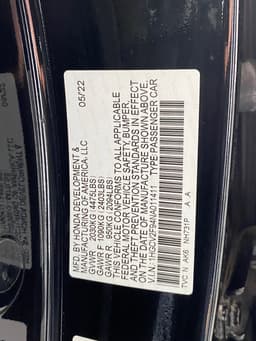 05/22
MFD. BY HONDA DEVELOPMENT &
MANUFACTURING OF AMERICA, LLC
GVWR 2030KG ( 4475LBS)
GAWR F 1090KG ( 2403LBS)
GAWR R 950KG ( 2094LBS)
THIS VEHICLE CONFORMS TO ALL APPLICABLE
FEDERAL MOTOR VEHICLE SAFETY, BUMPER,
AND THEFT PREVENTION STANDARDS IN EFFECT
ON THE DATE OF MANUFACTURE SHOWN ABOVE.
V.I.N.: TYPE:PASSENGER CAR
TVC N AK6 NH731P A A